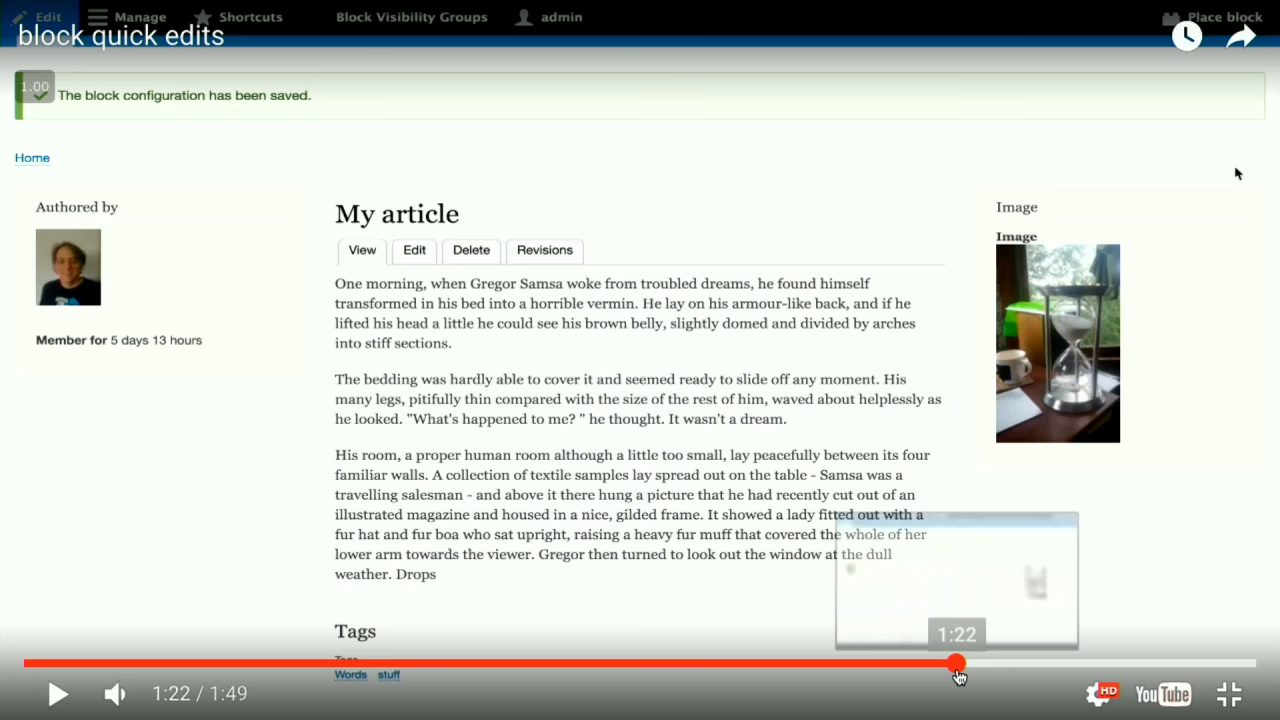 Edit Manage Shortcuts Block Visibility Groups admin Place block
block quick edits
1.00
The block configuration has been saved.
Home
Authored by
Member for 5 days 13 hours
My article
View Edit Delete Revisions
One morning, when Gregor Samsa woke from troubled dreams, he found himself
transformed in his bed into a horrible vermin. He lay on his armour-like back, and if he
lifted his head a little he could see his brown belly, slightly domed and divided by arches
into stiff sections.
The bedding was hardly able to cover it and seemed ready to slide off any moment. His
many legs, pitifully thin compared with the size of the rest of him, waved about helplessly as
he looked. "What's happened to me? " he thought. It wasn't a dream.
His room, a proper human room although a little too small, lay peacefully between its four
familiar walls. A collection of textile samples lay spread out on the table - Samsa was a
travelling salesman - and above it there hung a picture that he had recently cut out of an
illustrated magazine and housed in a nice, gilded frame. It showed a lady fitted out with a
fur hat and fur boa who sat upright, raising a heavy fur muff that covered the whole of her
lower arm towards the viewer. Gregor then turned to look out the window at the dull
weather. Drops
Tags
Tags
Words stuff
Image
Image
1:22
1:22 / 1:49
HD YouTube